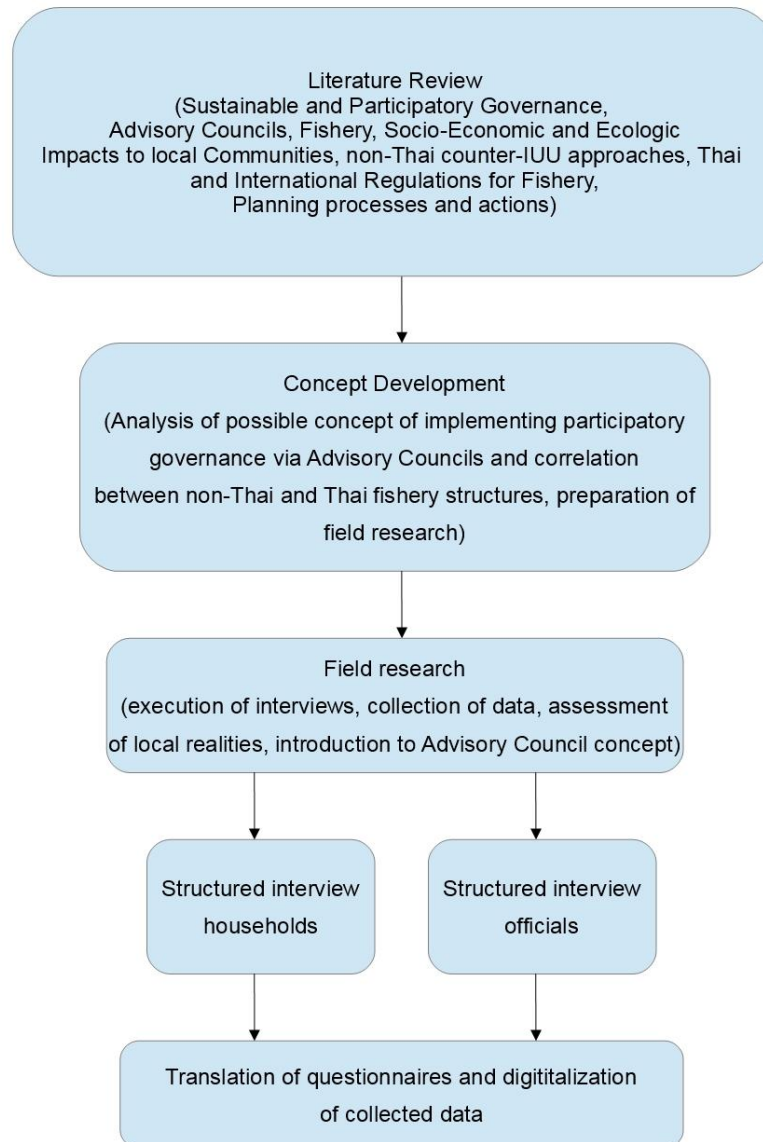 Literature Review
(Sustainable and Participatory Governance,
Advisory Councils, Fishery, Socio-Economic and Ecologic
Impacts to local Communities, non-Thai counter-IUU approaches, Thai
and International Regulations for Fishery,
Planning processes and actions)
Concept Development
(Analysis of possible concept of implementing participatory
governance via Advisory Councils and correlation
between non-Thai and Thai fishery structures, preparation of
field research)
Field research
(execution of interviews, collection of data, assessment
of local realities, introduction to Advisory Council concept)
Structured interview
households
Structured interview
officials
Translation of questionnaires and digititalization
of collected data